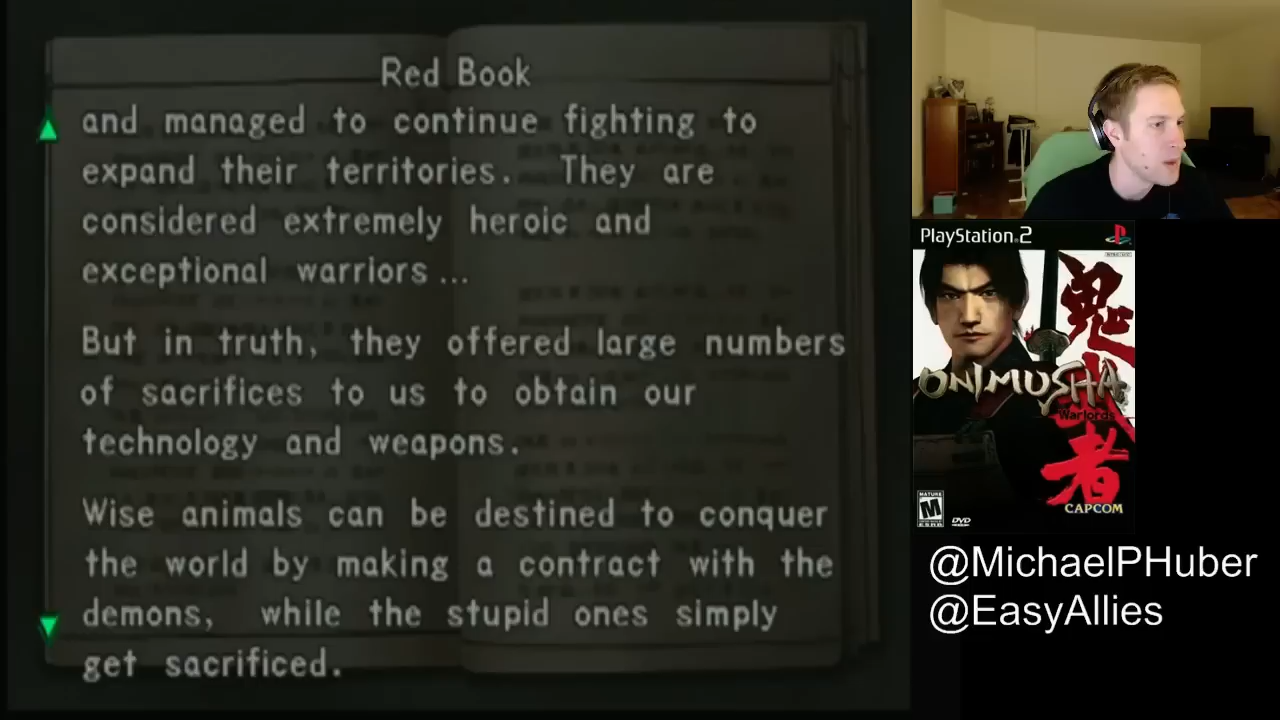 Red Book
and managed to continue fighting to
expand their territories. They are
considered extremely heroic and
exceptional warriors...
But in truth, they offered large numbers
of sacrifices to us to obtain our
technology and weapons.
Wise animals can be destined to conquer
the world by making a contract with the
demons, while the stupid ones simply
get sacrificed.
PlayStation 2
鬼武者
ONIMUSHA
Warlords
MATURE
M
DVD
CAPCOM
@MichaelPHuber
@EasyAllies